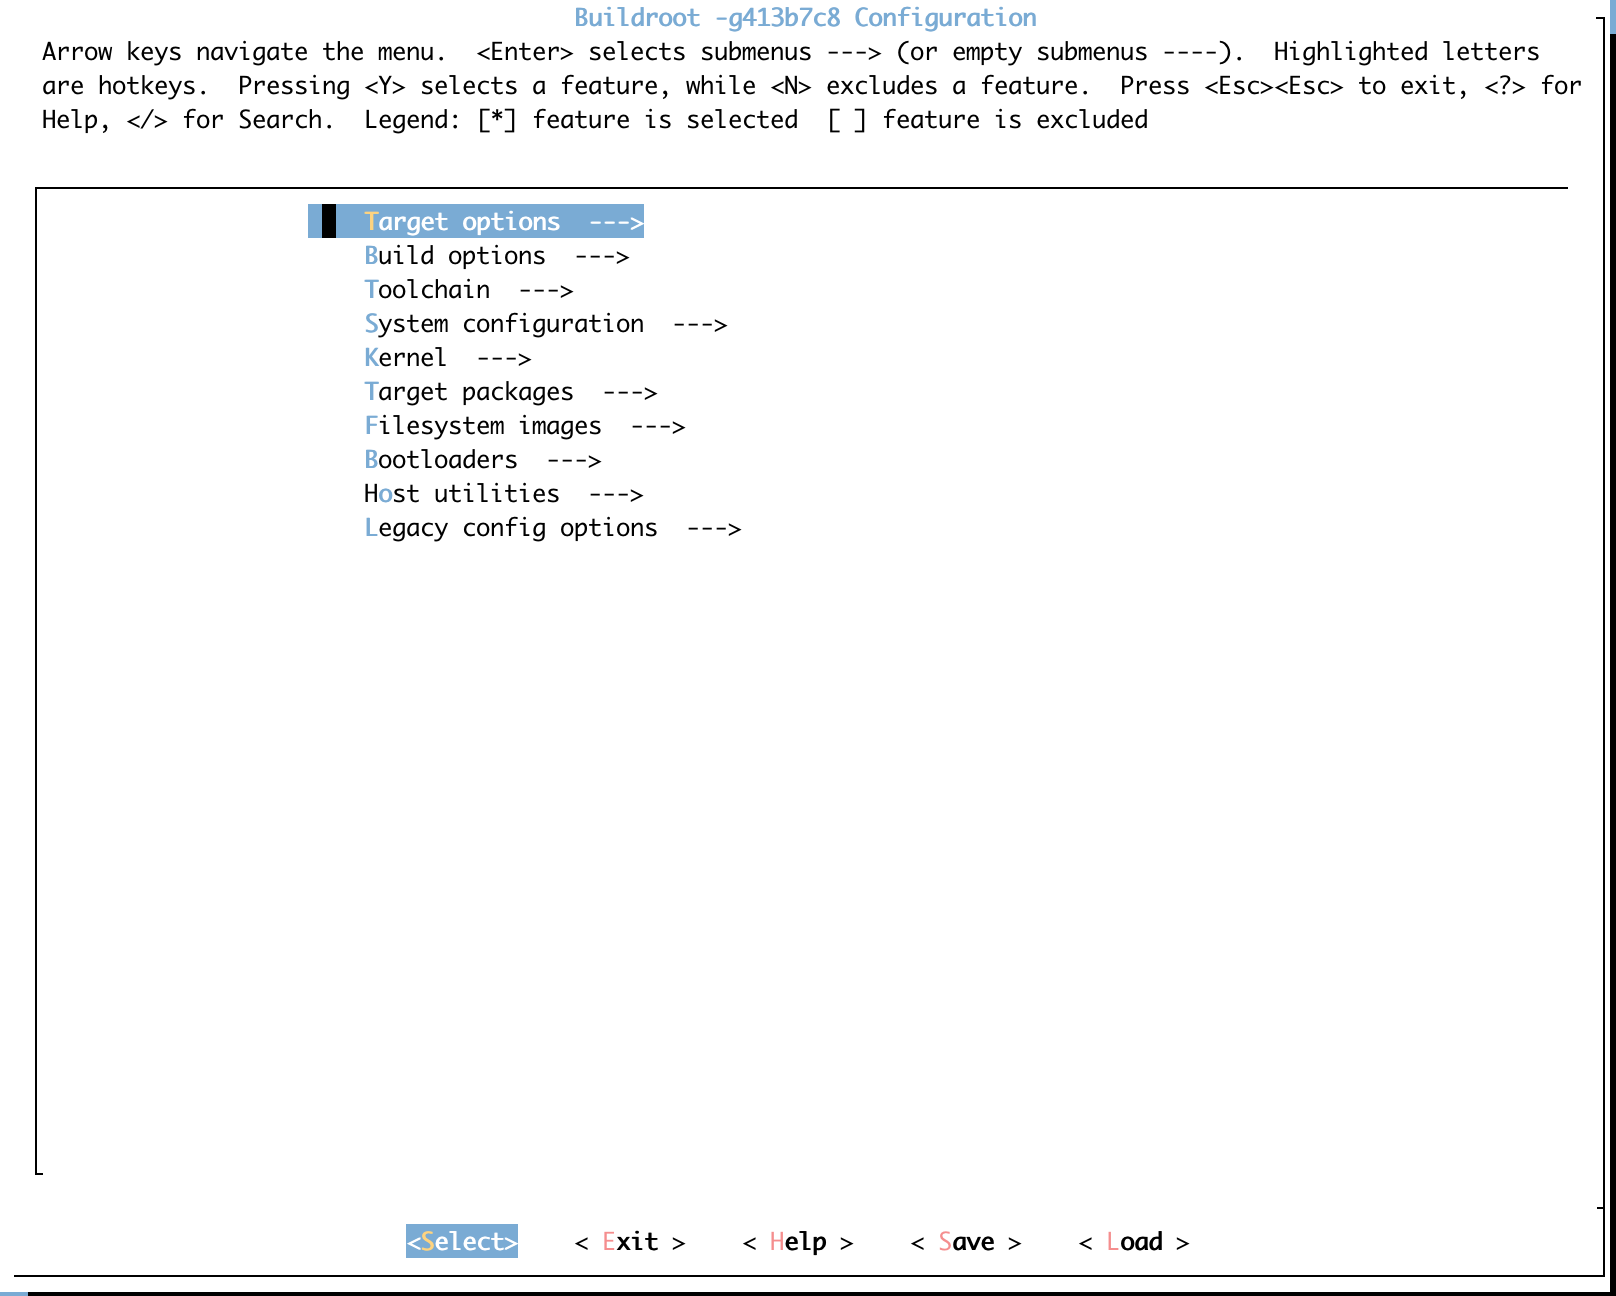 Buildroot -g413b7c8 Configuration
Arrow keys navigate the menu.  <Enter> selects submenus ---> (or empty submenus ----).  Highlighted letters
are hotkeys.  Pressing <Y> selects a feature, while <N> excludes a feature.  Press <Esc><Esc> to exit, <?> for
Help, </> for Search.  Legend: [*] feature is selected  [ ] feature is excluded
Target options  --->
Build options  --->
Toolchain  --->
System configuration  --->
Kernel  --->
Target packages  --->
Filesystem images  --->
Bootloaders  --->
Host utilities  --->
Legacy config options  --->
<Select>    < Exit >    < Help >    < Save >    < Load >